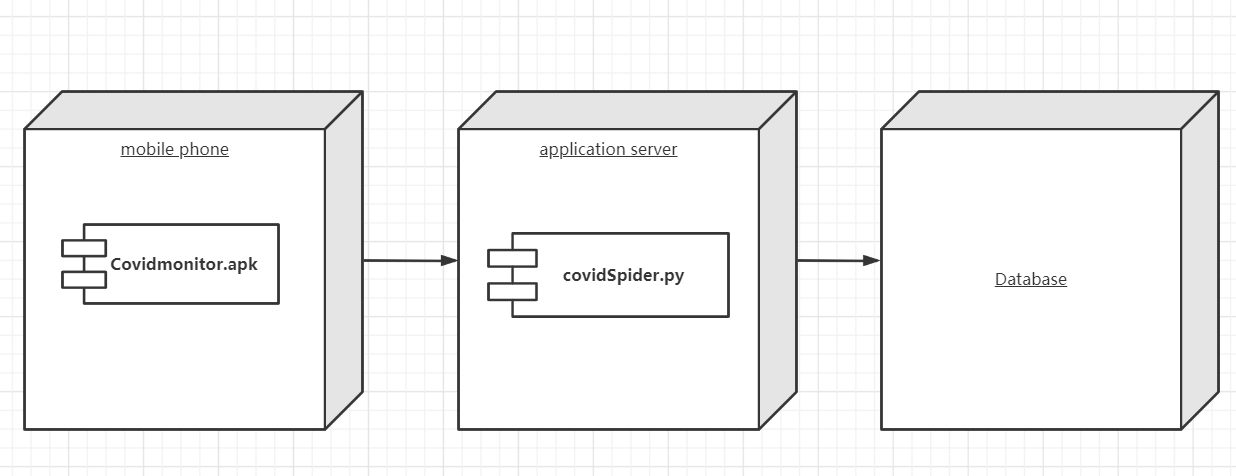 mobile phone
application server
Covidmonitor.apk
covidSpider.py
Database